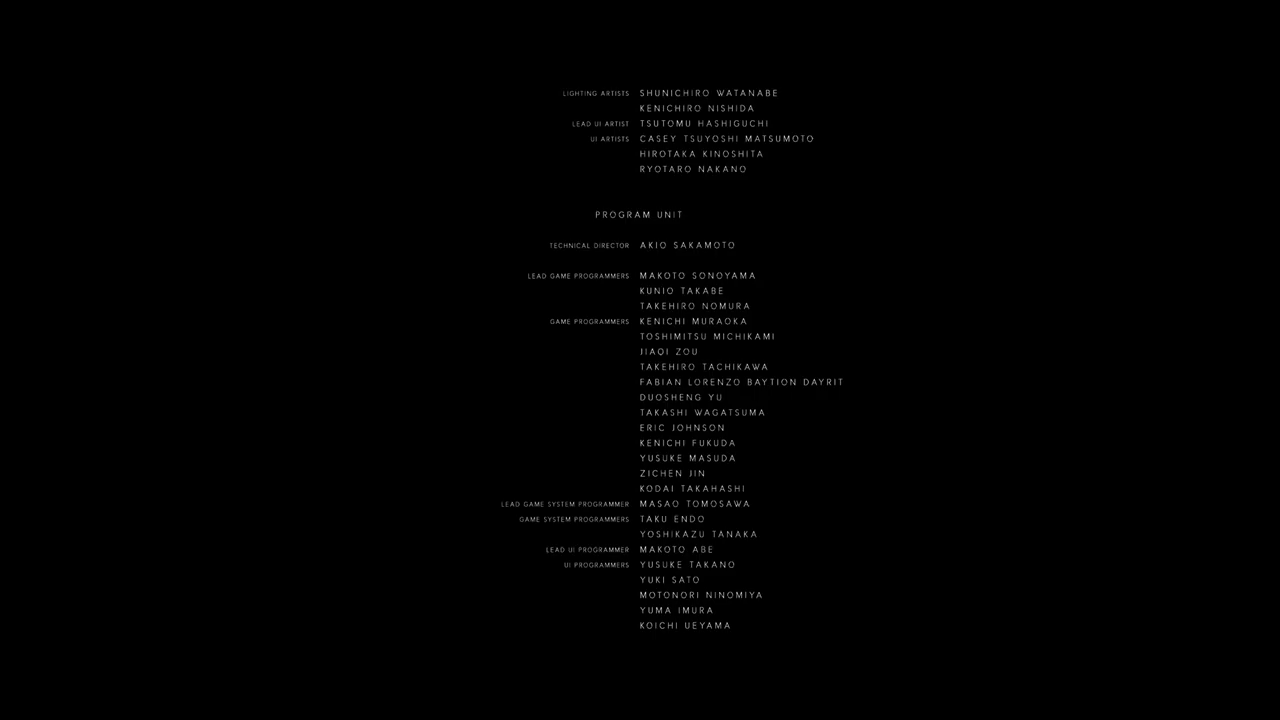 LIGHTING ARTISTS SHUNICHIRO WATANABE
KENICHIRO NISHIDA
LEAD UI ARTIST TSUTOMU HASHIGUCHI
UI ARTISTS CASEY TSUYOSHI MATSUMOTO
HIROTAKA KINOSHITA
RYOTARO NAKANO
PROGRAM UNIT
TECHNICAL DIRECTOR AKIO SAKAMOTO
LEAD GAME PROGRAMMERS MAKOTO SONOYAMA
KUNIO TAKABE
TAKEHIRO NOMURA
GAME PROGRAMMERS KENICHI MURAOKA
TOSHIMITSU MICHIKAMI
JIAQI ZOU
TAKEHIRO TACHIKAWA
FABIAN LORENZO BAYTION DAYRIT
DUOSHENG YU
TAKASHI WAGATSUMA
ERIC JOHNSON
KENICHI FUKUDA
YUSUKE MASUDA
ZICHEN JIN
KODAI TAKAHASHI
LEAD GAME SYSTEM PROGRAMMER MASAO TOMOSAWA
GAME SYSTEM PROGRAMMERS TAKU ENDO
YOSHIKAZU TANAKA
LEAD UI PROGRAMMER MAKOTO ABE
UI PROGRAMMERS YUSUKE TAKANO
YUKI SATO
MOTONORI NINOMIYA
YUMA IMURA
KOICHI UEYAMA